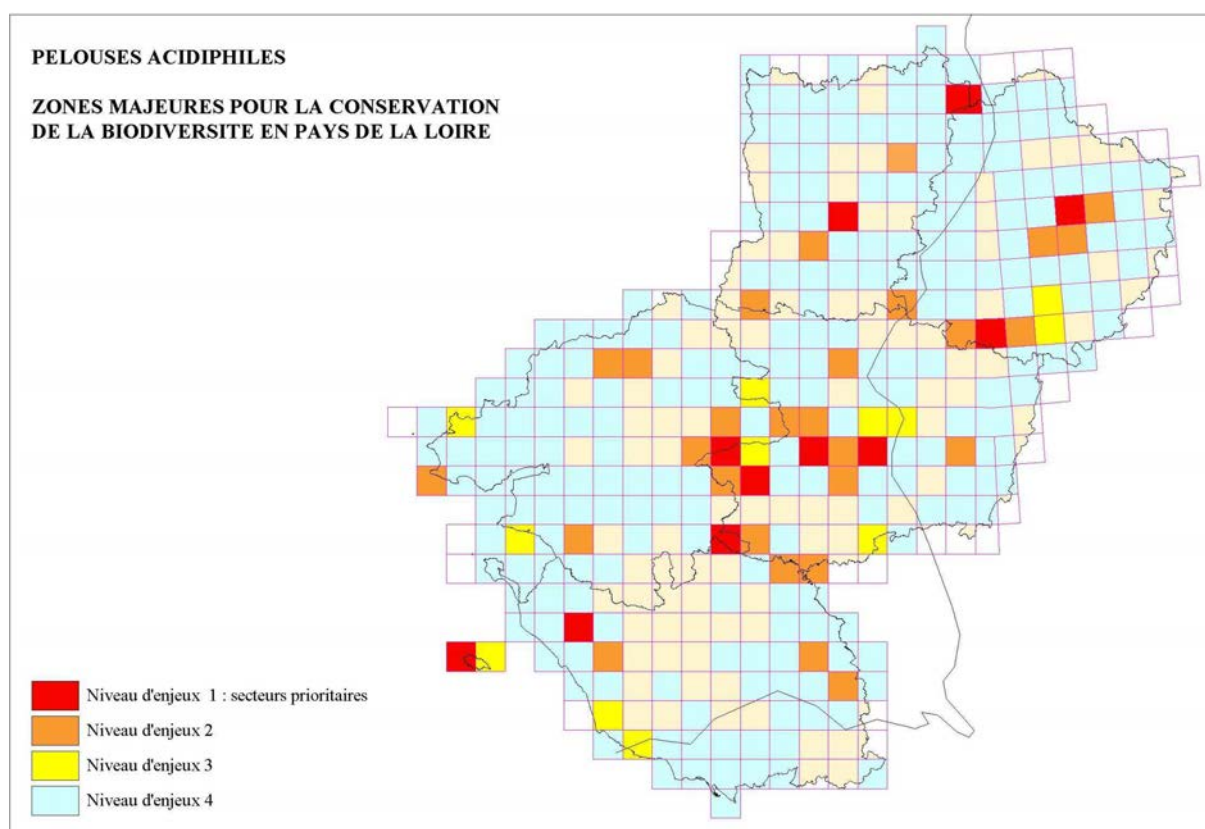 PELOUSES ACIDIPHILES
ZONES MAJEURES POUR LA CONSERVATION
DE LA BIODIVERSITE EN PAYS DE LA LOIRE
Niveau d'enjeux 1 : secteurs prioritaires
Niveau d'enjeux 2
Niveau d'enjeux 3
Niveau d'enjeux 4